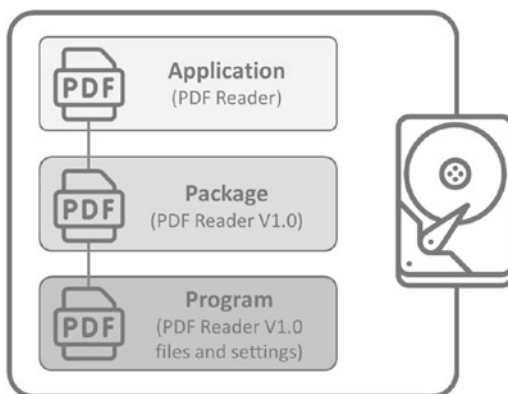 PDF
Application
(PDF Reader)
PDF
Package
(PDF Reader V1.0)
PDF
Program
(PDF Reader V1.0
files and settings)